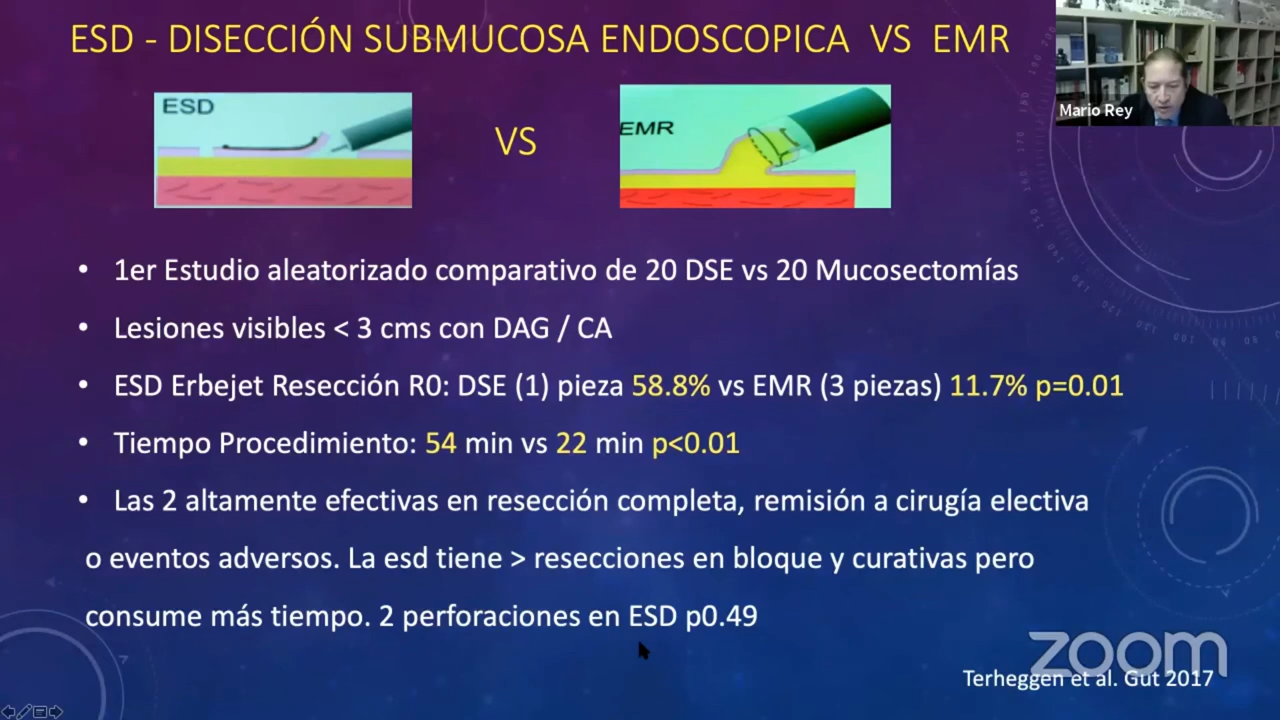 ESD - DISECCIÓN SUBMUCOSA ENDOSCOPICA VS EMR
Mario Rey
ESD
VS
EMR
• 1er Estudio aleatorizado comparativo de 20 DSE vs 20 Mucosectomías
• Lesiones visibles < 3 cms con DAG / CA
• ESD Erbejet Resección R0: DSE (1) pieza 58.8% vs EMR (3 piezas) 11.7% p=0.01
• Tiempo Procedimiento: 54 min vs 22 min p<0.01
• Las 2 altamente efectivas en resección completa, remisión a cirugía electiva
o eventos adversos. La esd tiene > resecciones en bloque y curativas pero
consume más tiempo. 2 perforaciones en ESD p0.49
zoom
Terheggen et al. Gut 2017